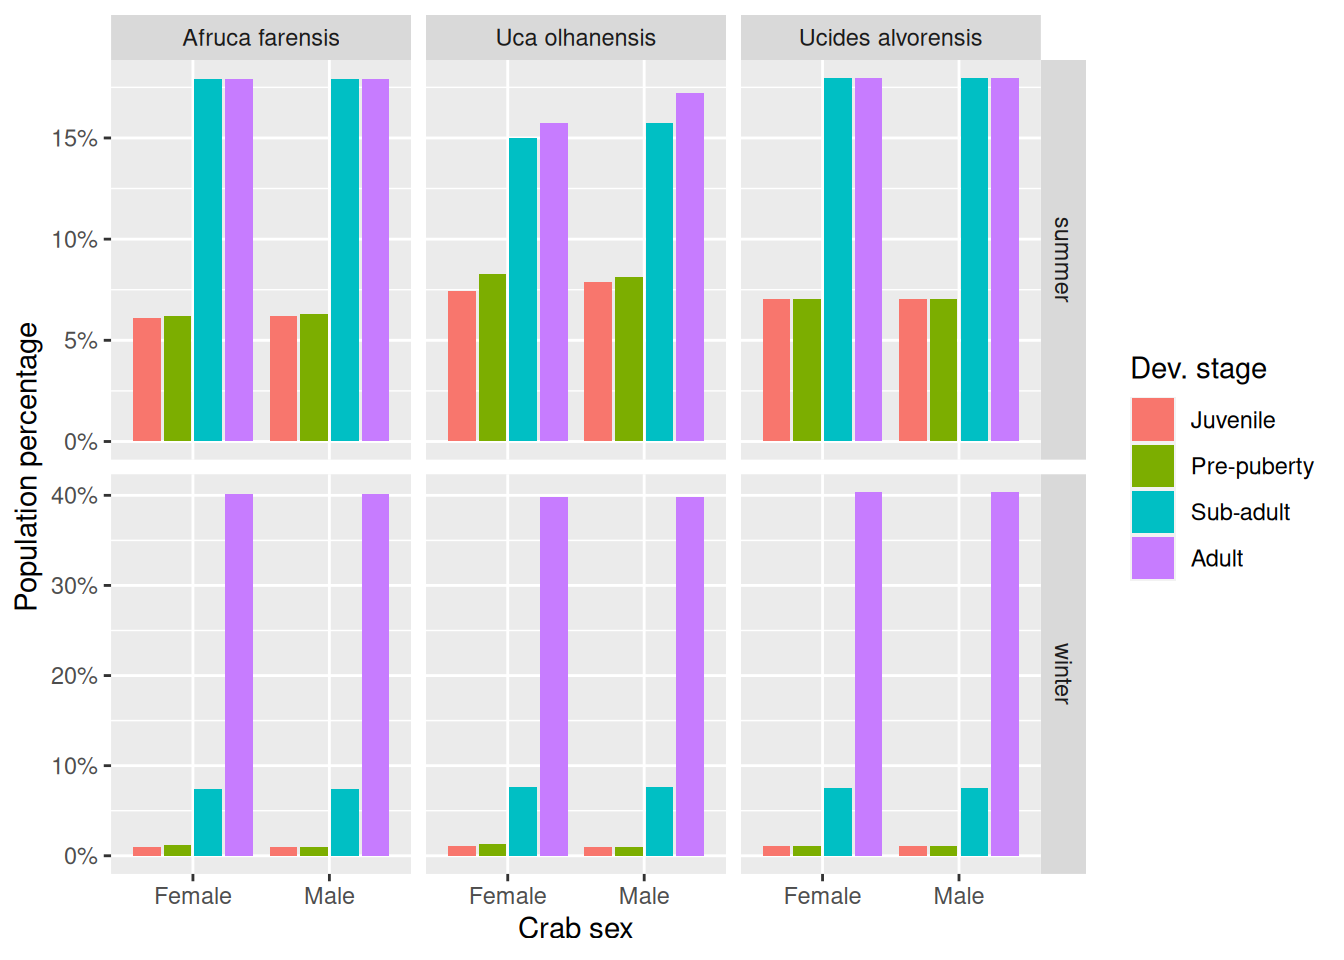 Afruca farensis
Uca olhanensis
Ucides alvorensis
15%
10%
5%
0%
summer
40%
30%
20%
10%
0%
winter
Female
Male
Female
Male
Female
Male
Crab sex
Population percentage
Dev. stage
Juvenile
Pre-puberty
Sub-adult
Adult